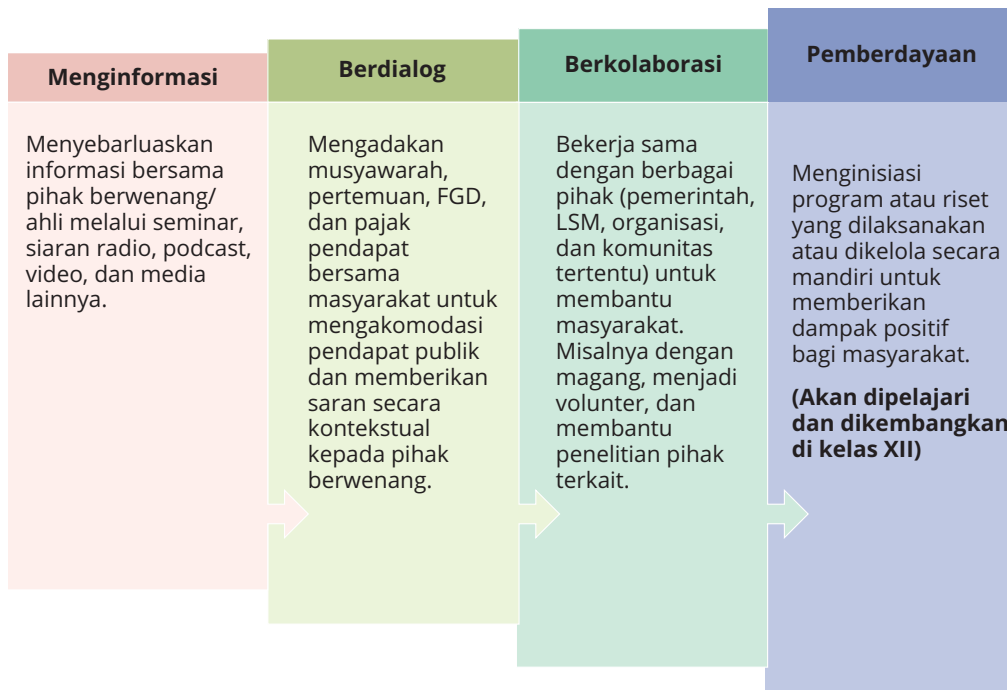 Menginformasi
Menyebarluaskan
informasi bersama
pihak berwenang/
ahli melalui seminar,
siaran radio, podcast,
video, dan media
lainnya.
Berdialog
Mengadakan
musyawarah,
pertemuan, FGD,
dan pajak
pendapat
bersama
masyarakat untuk
mengakomodasi
pendapat publik
dan memberikan
saran secara
kontekstual
kepada pihak
berwenang.
Berkolaborasi
Bekerja sama
dengan berbagai
pihak (pemerintah,
LSM, organisasi,
dan komunitas
tertentu) untuk
membantu
masyarakat.
Misalnya dengan
magang, menjadi
volunter, dan
membantu
penelitian pihak
terkait.
Pemberdayaan
Menginisiasi
program atau riset
yang dilaksanakan
atau dikelola secara
mandiri untuk
memberikan
dampak positif
bagi masyarakat.
(Akan dipelajari
dan dikembangkan
di kelas XII)